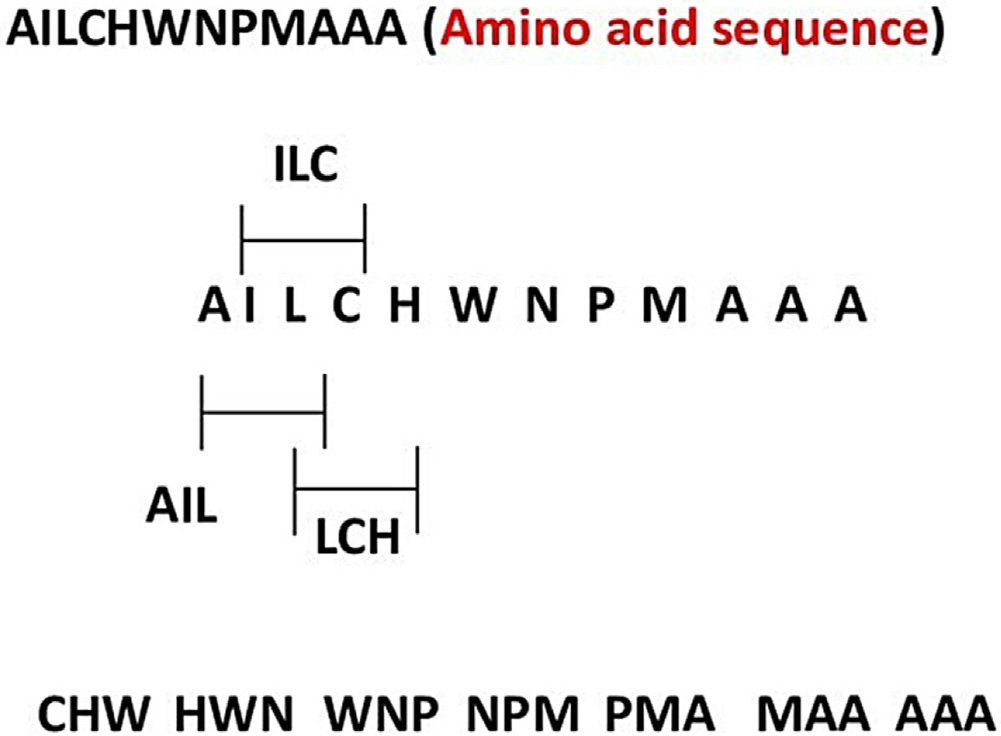 AILCHWNPMAAA (Amino acid sequence)
ILC
A I L C H W N P M A A A
AIL
LCH
CHW HWN WNP NPM PMA MAA AAA